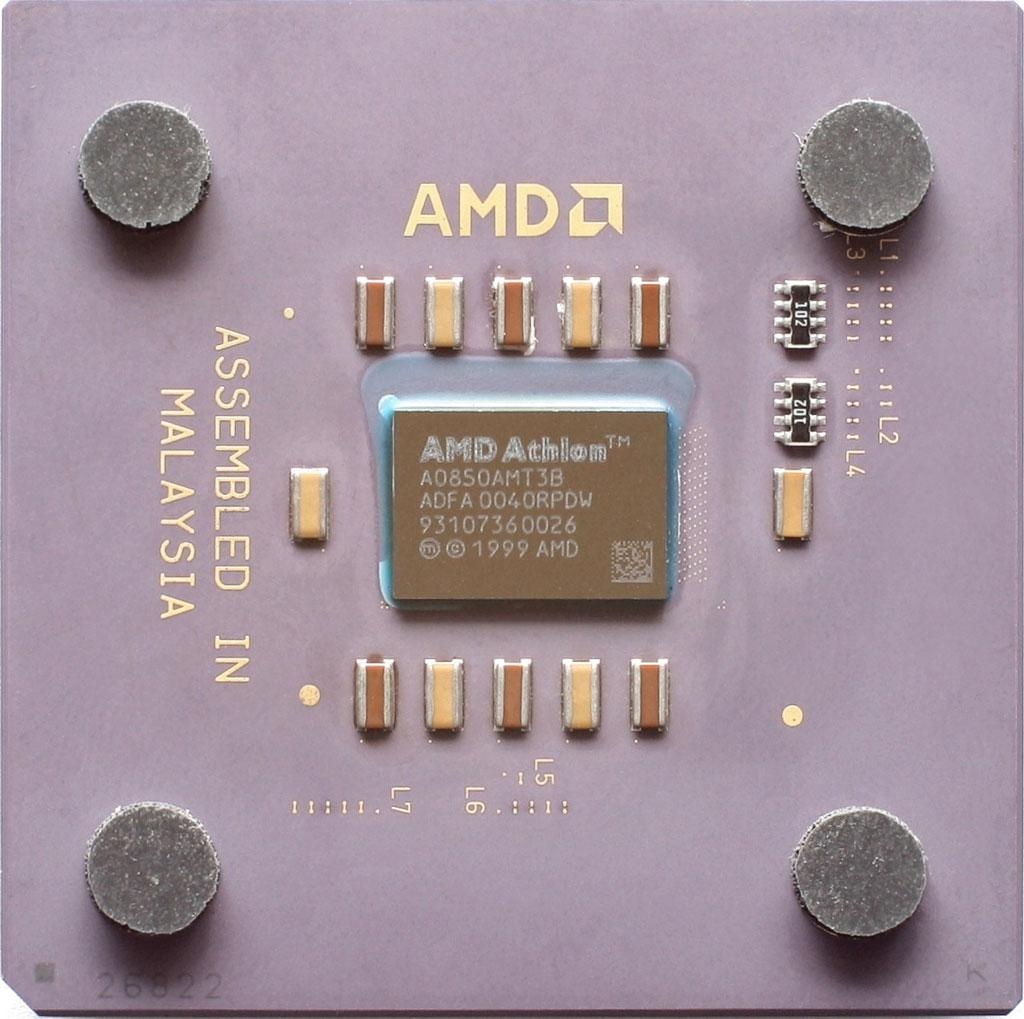 AMD
L1
L3
102
ASSEMBLED IN
MALAYSIA
102
L2
L4
AMD Athlon™
A0850AMT3B
ADFA 0040RPDW
93107360026
ⓜ © 1999 AMD
L5
L7
L6
26822
K